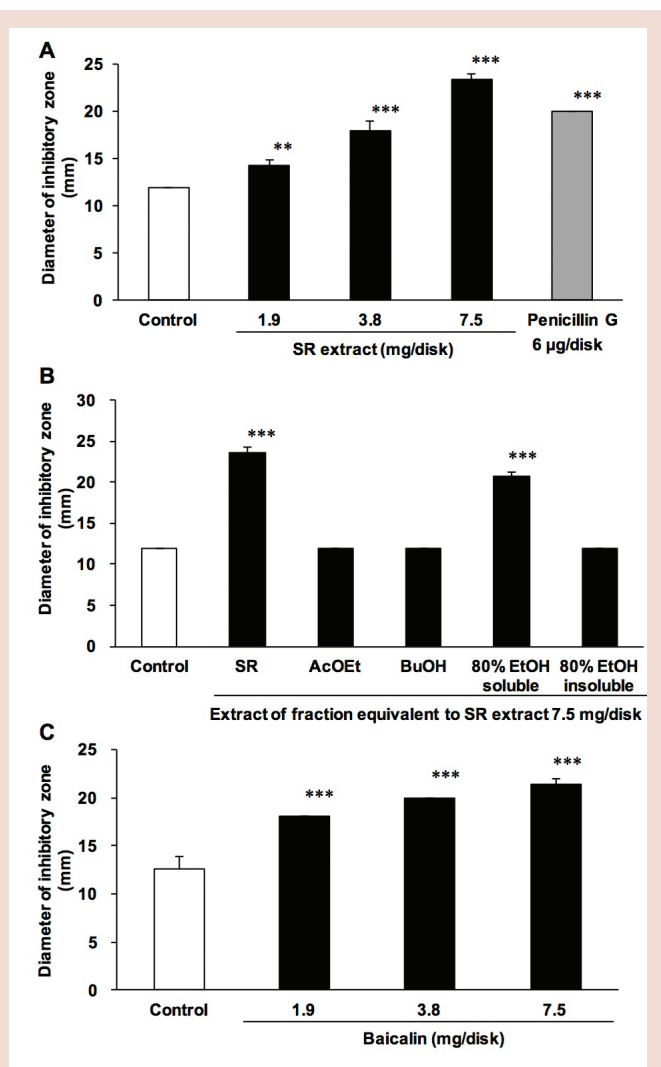 A
Diameter of inhibitory zone
(mm)
25
20
15
10
5
0
**
***
***
***
Control
1.9
3.8
7.5
Penicillin G
SR extract (mg/disk)
6 µg/disk
B
Diameter of inhibitory zone
(mm)
30
25
20
15
10
5
0
***
***
Control
SR
AcOEt
BuOH
80% EtOH
soluble
80% EtOH
insoluble
Extract of fraction equivalent to SR extract 7.5 mg/disk
C
Diameter of inhibitory zone
(mm)
25
20
15
10
5
0
***
***
***
Control
1.9
3.8
7.5
Baicalin (mg/disk)